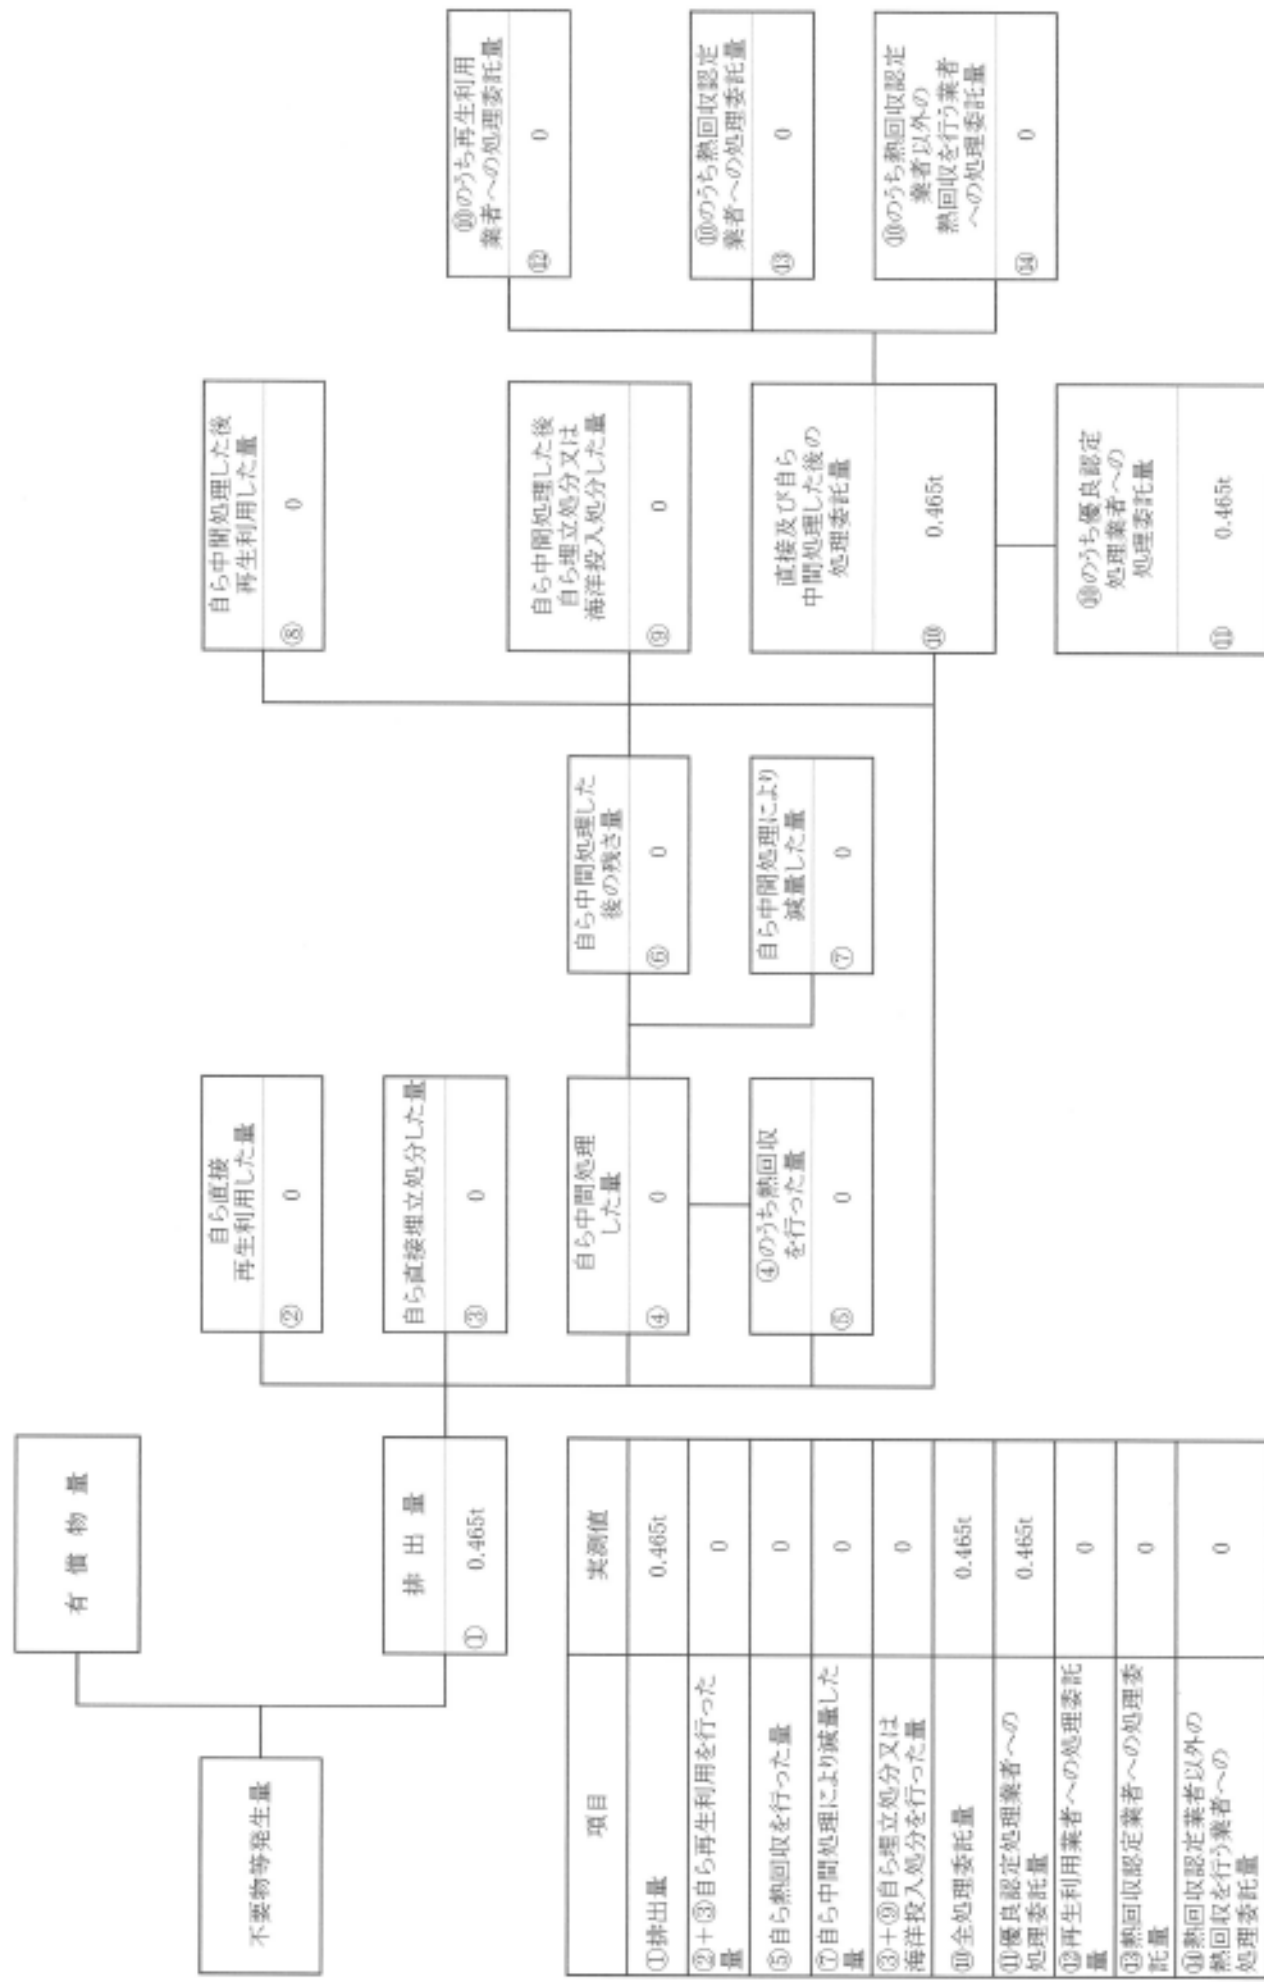 不要物等発生量
有 償 物 量
排 出 量
① 0.465t
自ら直接
再生利用した量
② 0
自ら直接埋立処分した量
③ 0
自ら中間処理
した量
④ 0
④のうち熱回収
を行った量
⑤ 0
自ら中間処理した
後の残さ量
⑥ 0
自ら中間処理により
減量した量
⑦ 0
自ら中間処理した後
再生利用した量
⑧ 0
自ら中間処理した後
自ら埋立処分又は
海洋投入処分した量
⑨ 0
直接及び自ら
中間処理した後の
処理委託量
⑩ 0.465t
⑩のうち優良認定
処理業者への
処理委託量
⑪ 0.465t
⑩のうち再生利用
業者への処理委託量
⑫ 0
⑩のうち熱回収認定
業者への処理委託量
⑬ 0
⑩のうち熱回収認定
業者以外の
熱回収を行う業者
への処理委託量
⑭ 0
項目 実測値
①排出量 0.465t
②+⑧自ら再生利用を行った
量 0
⑤自ら熱回収を行った量 0
⑦自ら中間処理により減量した
量 0
③+⑨自ら埋立処分又は
海洋投入処分を行った量 0
⑩全処理委託量 0.465t
⑪優良認定処理業者への
処理委託量 0.465t
⑫再生利用業者への処理委託
量 0
⑬熱回収認定業者への処理委
託量 0
⑭熱回収認定業者以外の
熱回収を行う業者への
処理委託量 0